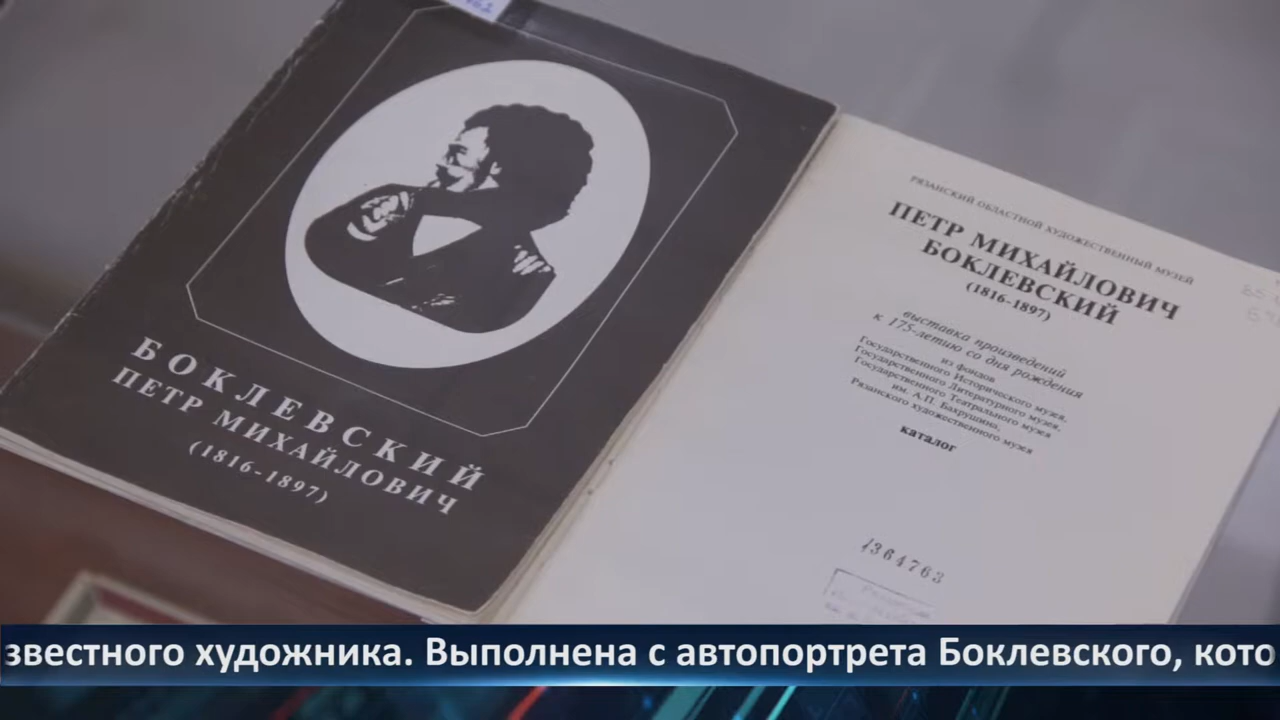 БОКЛЕВСКИЙ
ПЕТР МИХАЙЛОВИЧ
(1816-1897)
РЯЗАНСКИЙ ОБЛАСТНОЙ ХУДОЖЕСТВЕННЫЙ МУЗЕЙ
ПЕТР МИХАЙЛОВИЧ
БОКЛЕВСКИЙ
(1816-1897)
выставка произведений
к 175-летию со дня рождения
из фондов
Государственного Исторического музея,
Государственного Литературного музея,
Государственного Театрального музея
им. А.П. Бахрушина,
Рязанского художественного музея
каталог
1364763
звестного художника. Выполнена с автопортрета Боклевского, кото